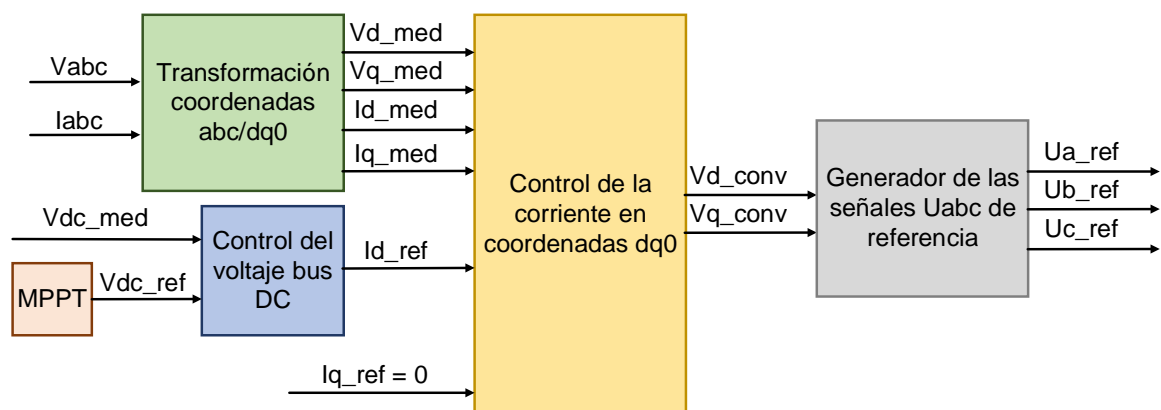 Vabc
Iabc
Transformación
coordenadas
abc/dq0
Vd_med
Vq_med
Id_med
Iq_med
Vdc_med
MPPT
Vdc_ref
Control del
voltaje bus
DC
Id_ref
Iq_ref = 0
Control de la
corriente en
coordenadas dq0
Vd_conv
Vq_conv
Generador de las
señales Uabc de
referencia
Ua_ref
Ub_ref
Uc_ref